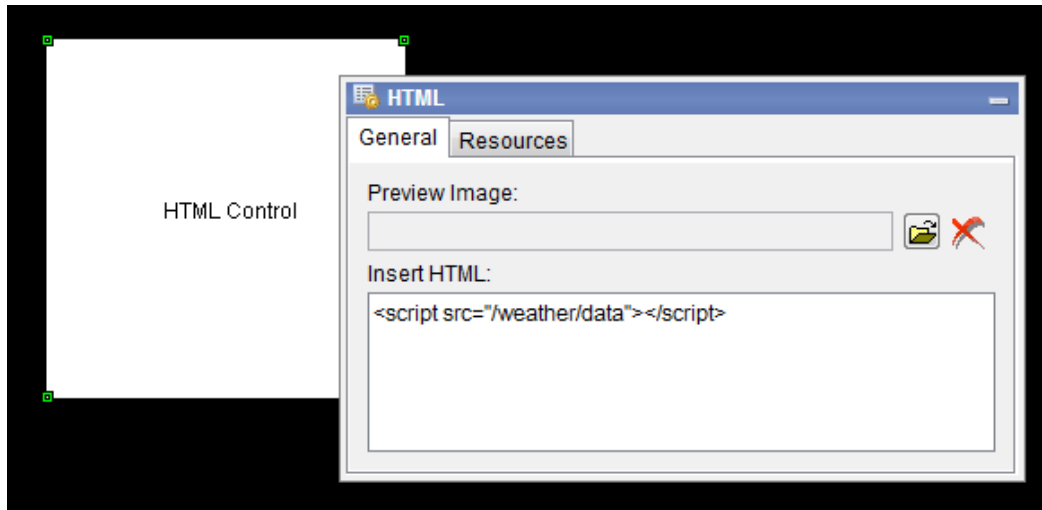 HTML
General Resources
Preview Image:
HTML Control
Insert HTML:
<script src="/weather/data"></script>